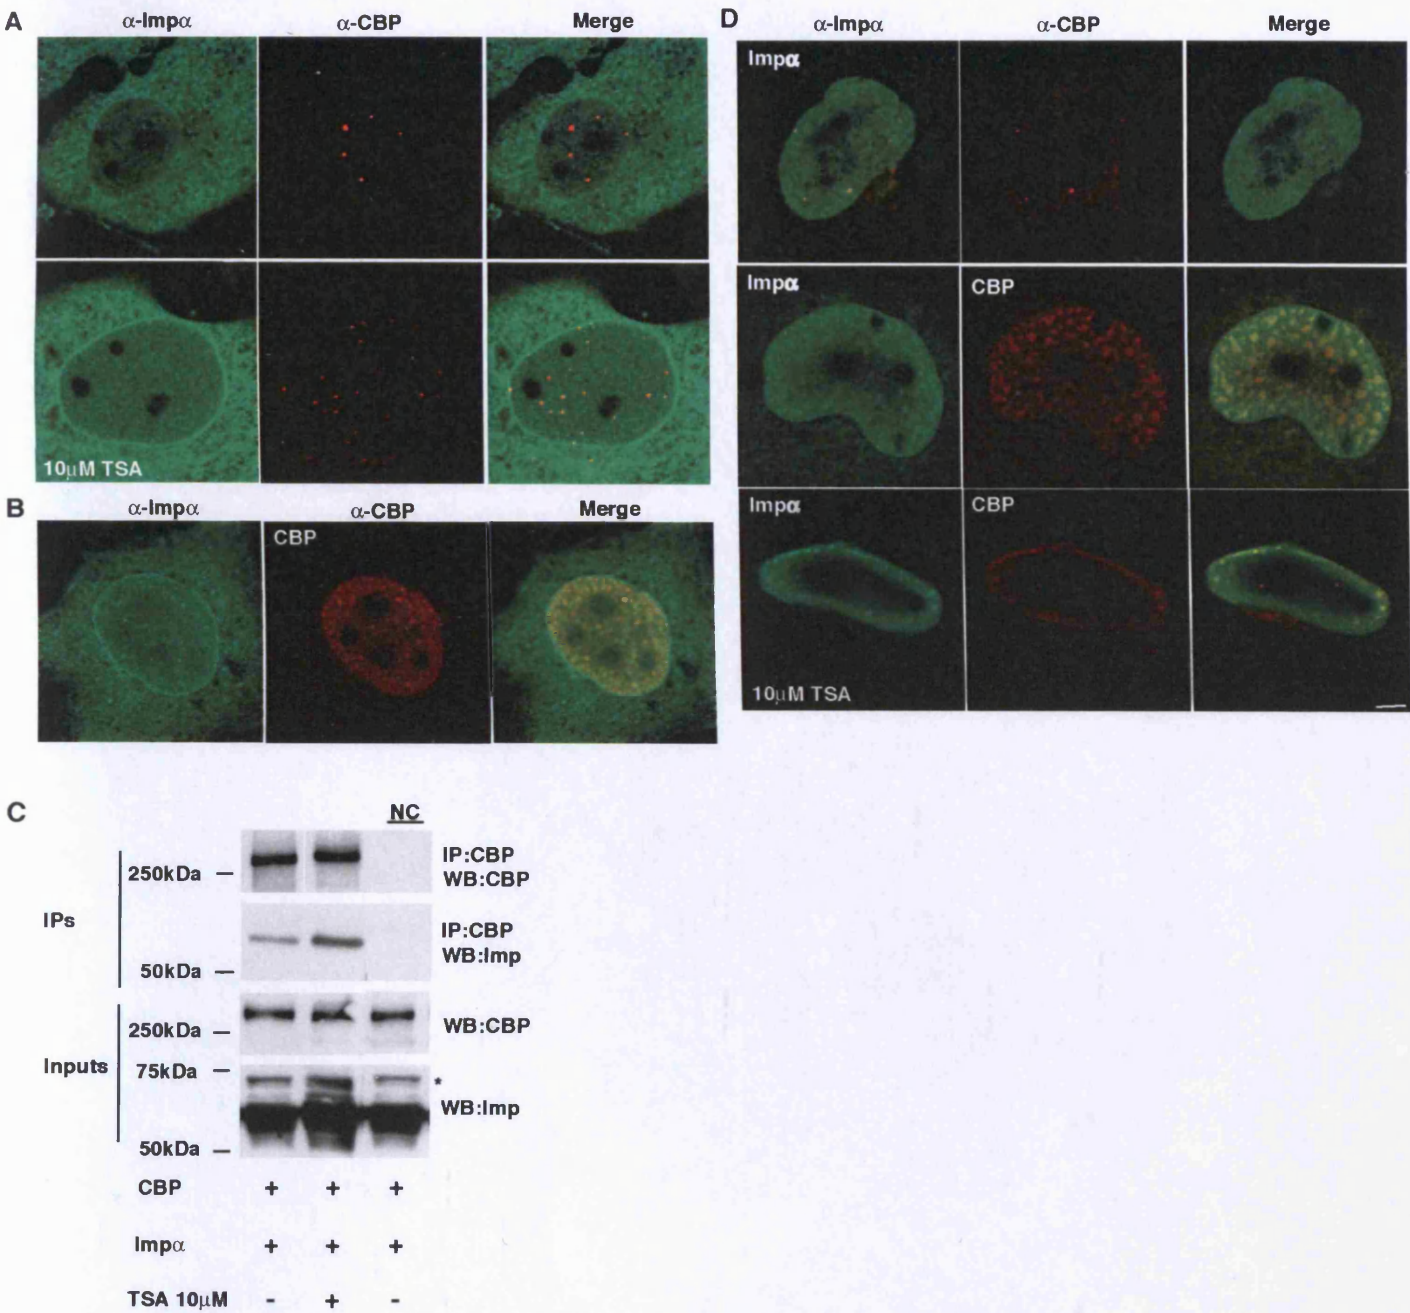 A
α-Impα α-CBP Merge
10μM TSA
B
α-Impα α-CBP Merge
CBP
D
α-Impα α-CBP Merge
Impα
Impα CBP
Impα CBP
10μM TSA
C
NC
IPs
250kDa
IP:CBP
WB:CBP
50kDa
IP:CBP
WB:Imp
Inputs
250kDa
WB:CBP
75kDa
*
WB:Imp
50kDa
CBP + + +
Impα + + +
TSA 10μM - + -